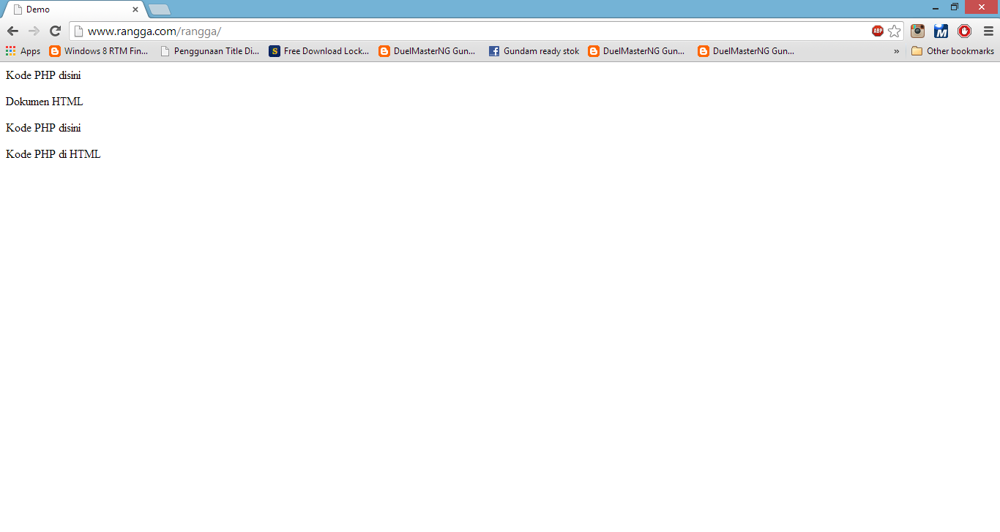 Demo
www.rangga.com/rangga/
ABP
Apps Windows 8 RTM Fin... Penggunaan Title Di... S Free Download Lock... DuelMasterNG Gun... Gundam ready stok DuelMasterNG Gun... DuelMasterNG Gun... » Other bookmarks
Kode PHP disini
Dokumen HTML
Kode PHP disini
Kode PHP di HTML